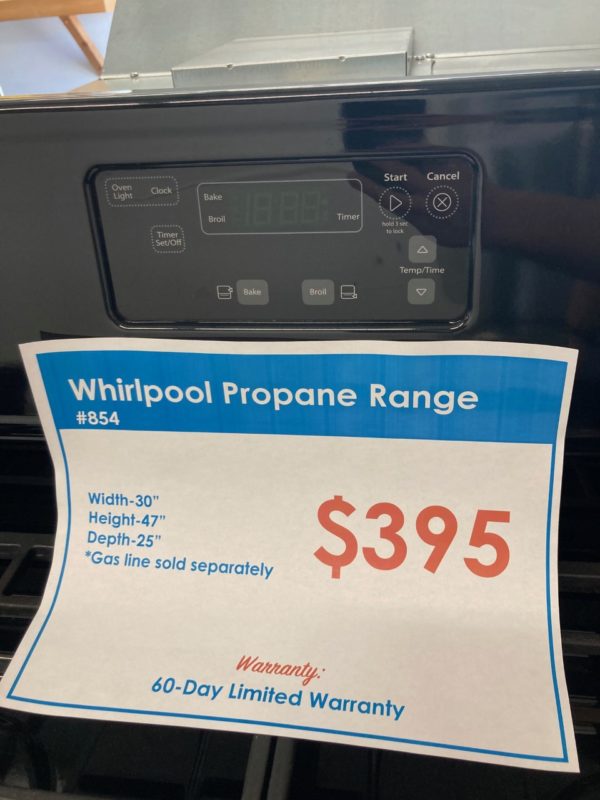 Oven
Light
Clock
Timer
Set/Off
Bake
Broil
Timer
Start
Cancel
hold 3 sec
to lock
Temp/Time
Bake
Broil
Whirlpool Propane Range
#854
Width-30"
Height-47"
Depth-25"
*Gas line sold separately
$395
Warranty:
60-Day Limited Warranty